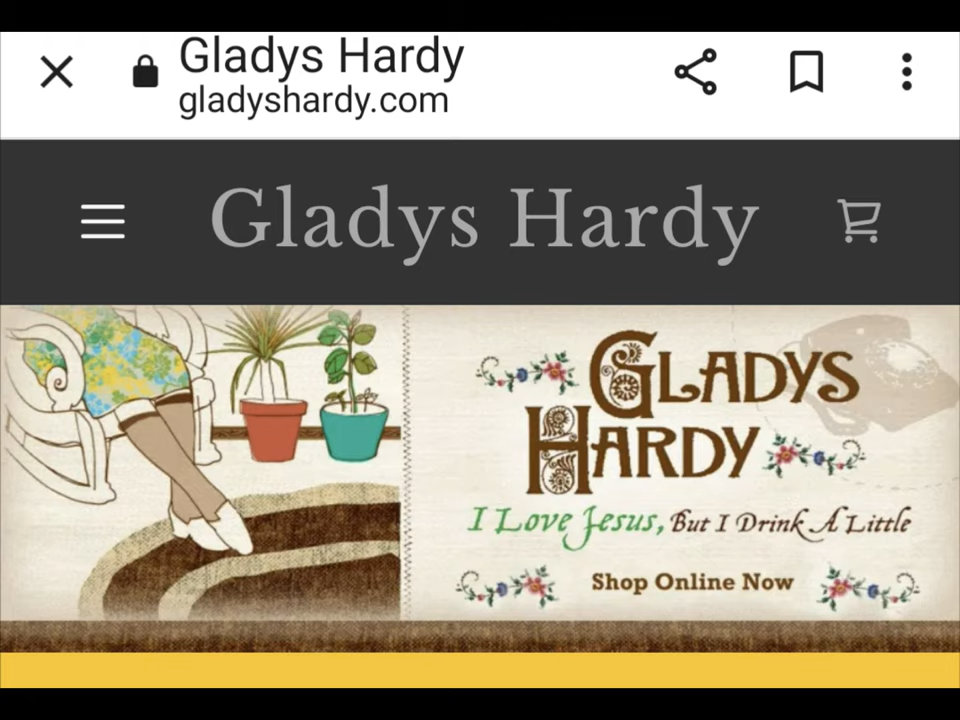 Gladys Hardy
gladyshardy.com
Gladys Hardy
GLADYS
HARDY
I Love Jesus, But I Drink A Little
Shop Online Now